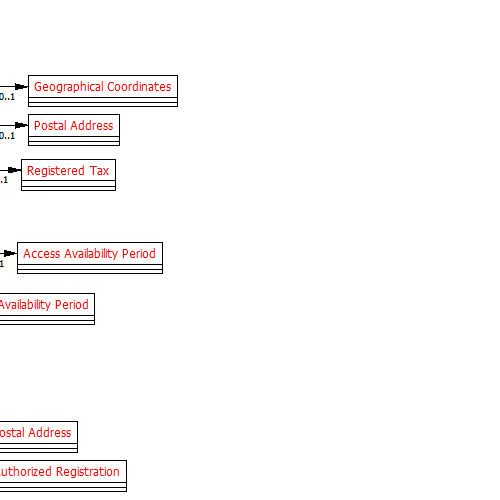 Geographical Coordinates
0..1
Postal Address
0..1
Registered Tax
..1
Access Availability Period
1
Availability Period
ostal Address
uthorized Registration